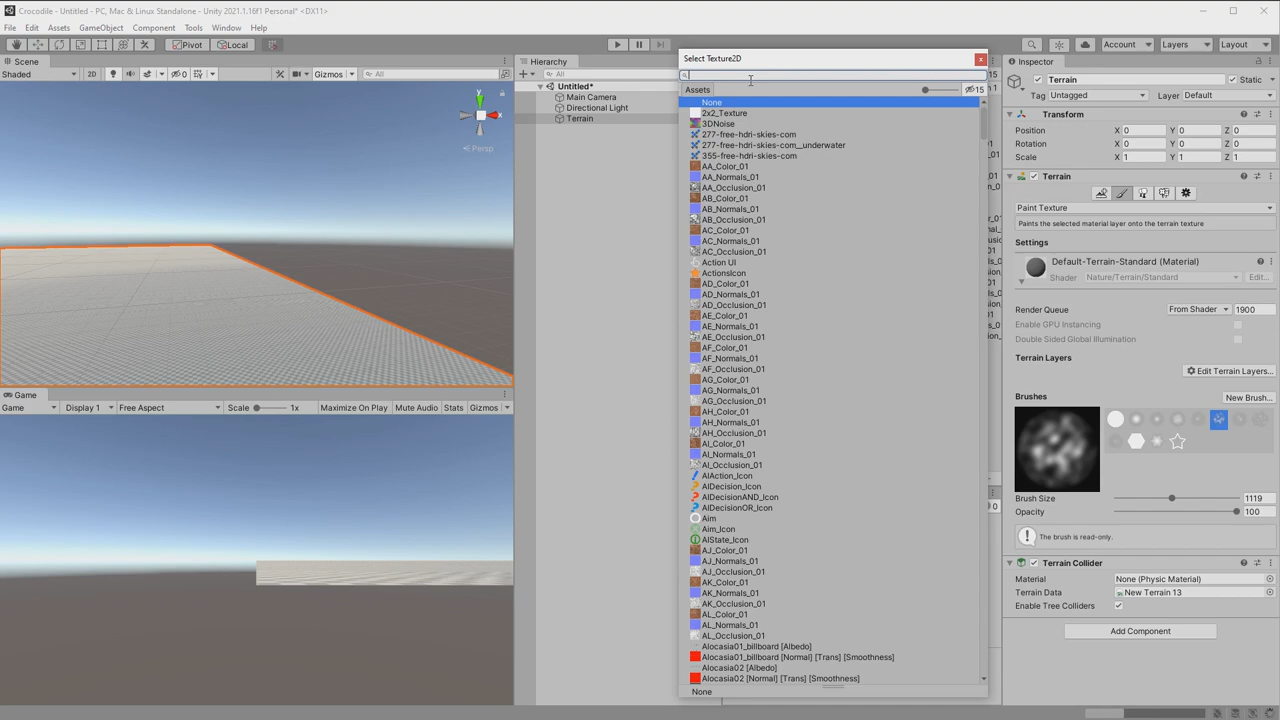 Crocodile - Untitled - PC, Mac & Linux Standalone - Unity 2021.1.16f1 Personal* <DX11>
File Edit Assets GameObject Component Tools Window Help
Pivot Local Account Layers Layout
Scene
Shaded 2D 0 Gizmos All
y
x
Persp
Game
Game Display 1 Free Aspect Scale 1x Maximize On Play Mute Audio Stats Gizmos
Hierarchy
All
Untitled*
Main Camera
Directional Light
Terrain
Select Texture2D
Assets 15
None
2x2_Texture
3DNoise
277-free-hdri-skies-com
277-free-hdri-skies-com__underwater
355-free-hdri-skies-com
AA_Color_01
AA_Normals_01
AA_Occlusion_01
AB_Color_01
AB_Normals_01
AB_Occlusion_01
AC_Color_01
AC_Normals_01
AC_Occlusion_01
Action UI
ActionsIcon
AD_Color_01
AD_Normals_01
AD_Occlusion_01
AE_Color_01
AE_Normals_01
AE_Occlusion_01
AF_Color_01
AF_Normals_01
AF_Occlusion_01
AG_Color_01
AG_Normals_01
AG_Occlusion_01
AH_Color_01
AH_Normals_01
AH_Occlusion_01
AI_Color_01
AI_Normals_01
AI_Occlusion_01
AIAction_Icon
AIDecision_Icon
AIDecisionAND_Icon
AIDecisionOR_Icon
Aim
Aim_Icon
AIState_Icon
AJ_Color_01
AJ_Normals_01
AJ_Occlusion_01
AK_Color_01
AK_Normals_01
AK_Occlusion_01
AL_Color_01
AL_Normals_01
AL_Occlusion_01
Alocasia01_billboard [Albedo]
Alocasia01_billboard [Normal] [Trans] [Smoothness]
Alocasia02 [Albedo]
Alocasia02 [Normal] [Trans] [Smoothness]
None
Inspector
Terrain Static
Tag Untagged Layer Default
Transform
Position X 0 Y 0 Z 0
Rotation X 0 Y 0 Z 0
Scale X 1 Y 1 Z 1
Terrain
Paint Texture
Paints the selected material layer onto the terrain texture
Settings
Default-Terrain-Standard (Material)
Shader Nature/Terrain/Standard Edit...
Render Queue From Shader 1900
Enable GPU Instancing
Double Sided Global Illumination
Terrain Layers
Edit Terrain Layers...
Brushes
New Brush...
Brush Size 1119
Opacity 100
The brush is read-only.
Terrain Collider
Material None (Physic Material)
Terrain Data New Terrain 13
Enable Tree Colliders
Add Component